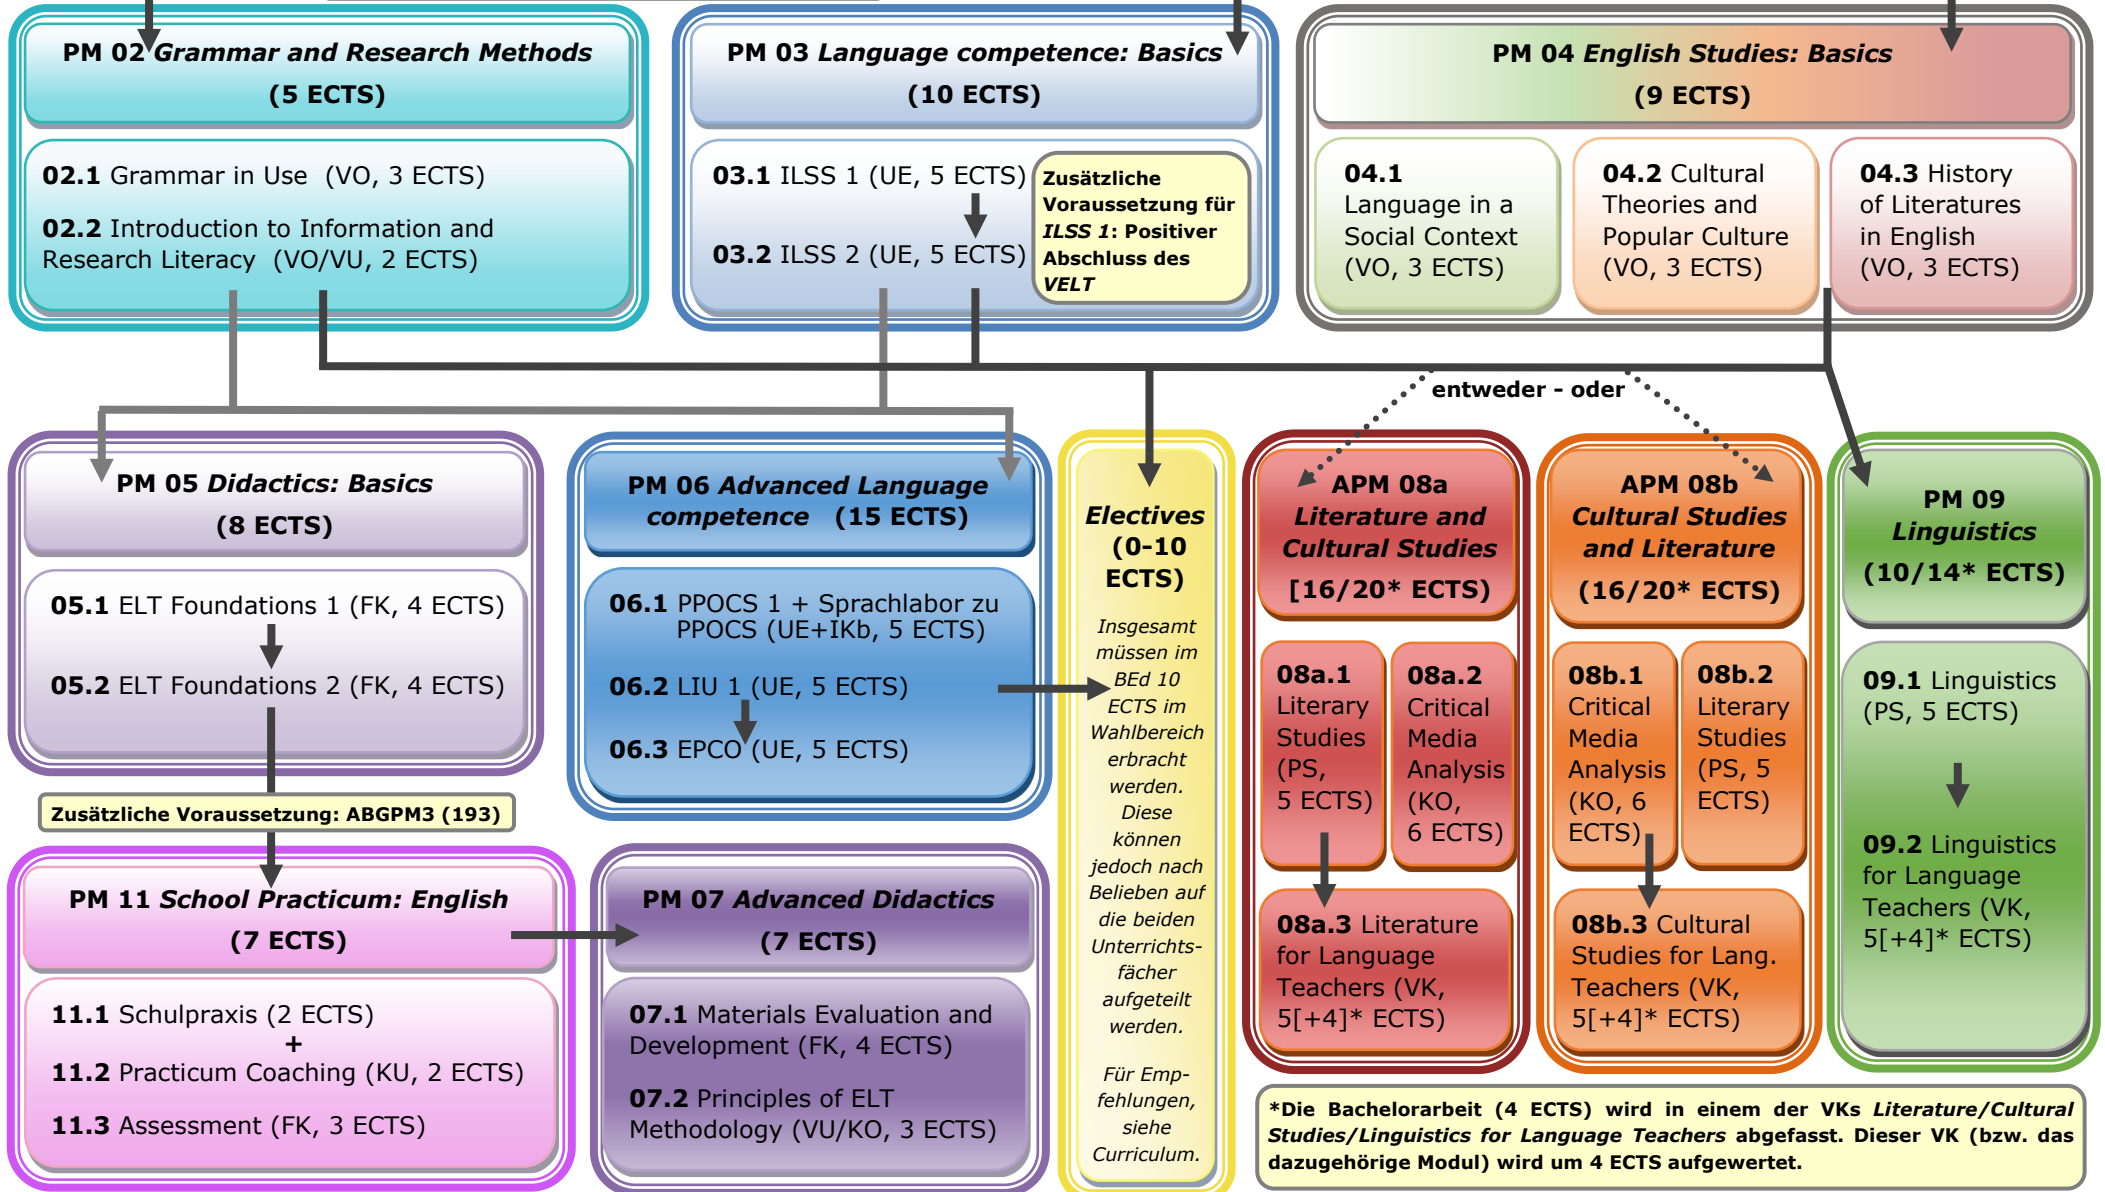 PM 02 Grammar and Research Methods
(5 ECTS)
02.1 Grammar in Use (VO, 3 ECTS)
02.2 Introduction to Information and
Research Literacy (VO/VU, 2 ECTS)
PM 03 Language competence: Basics
(10 ECTS)
03.1 ILSS 1 (UE, 5 ECTS)
03.2 ILSS 2 (UE, 5 ECTS)
Zusätzliche
Voraussetzung für
ILSS 1: Positiver
Abschluss des
VELT
PM 04 English Studies: Basics
(9 ECTS)
04.1
Language in a
Social Context
(VO, 3 ECTS)
04.2 Cultural
Theories and
Popular Culture
(VO, 3 ECTS)
04.3 History
of Literatures
in English
(VO, 3 ECTS)
entweder - oder
PM 05 Didactics: Basics
(8 ECTS)
05.1 ELT Foundations 1 (FK, 4 ECTS)
05.2 ELT Foundations 2 (FK, 4 ECTS)
Zusätzliche Voraussetzung: ABGPM3 (193)
PM 06 Advanced Language
competence (15 ECTS)
06.1 PPOCS 1 + Sprachlabor zu
PPOCS (UE+IKb, 5 ECTS)
06.2 LIU 1 (UE, 5 ECTS)
06.3 EPCO (UE, 5 ECTS)
Electives
(0-10
ECTS)
Insgesamt
müssen im
BEd 10
ECTS im
Wahlbereich
erbracht
werden.
Diese
können
jedoch nach
Belieben auf
die beiden
Unterrichts-
fächer
aufgeteilt
werden.
Für Emp-
fehlungen,
siehe
Curriculum.
APM 08a
Literature and
Cultural Studies
[16/20* ECTS)
08a.1
Literary
Studies
(PS,
5 ECTS)
08a.2
Critical
Media
Analysis
(KO,
6 ECTS)
08a.3 Literature
for Language
Teachers (VK,
5[+4]* ECTS)
APM 08b
Cultural Studies
and Literature
(16/20* ECTS)
08b.1
Critical
Media
Analysis
(KO, 6
ECTS)
08b.2
Literary
Studies
(PS, 5
ECTS)
08b.3 Cultural
Studies for Lang.
Teachers (VK,
5[+4]* ECTS)
PM 09
Linguistics
(10/14* ECTS)
09.1 Linguistics
(PS, 5 ECTS)
09.2 Linguistics
for Language
Teachers (VK,
5[+4]* ECTS)
PM 11 School Practicum: English
(7 ECTS)
11.1 Schulpraxis (2 ECTS)
+
11.2 Practicum Coaching (KU, 2 ECTS)
11.3 Assessment (FK, 3 ECTS)
PM 07 Advanced Didactics
(7 ECTS)
07.1 Materials Evaluation and
Development (FK, 4 ECTS)
07.2 Principles of ELT
Methodology (VU/KO, 3 ECTS)
*Die Bachelorarbeit (4 ECTS) wird in einem der VKs Literature/Cultural
Studies/Linguistics for Language Teachers abgefasst. Dieser VK (bzw. das
dazugehörige Modul) wird um 4 ECTS aufgewertet.